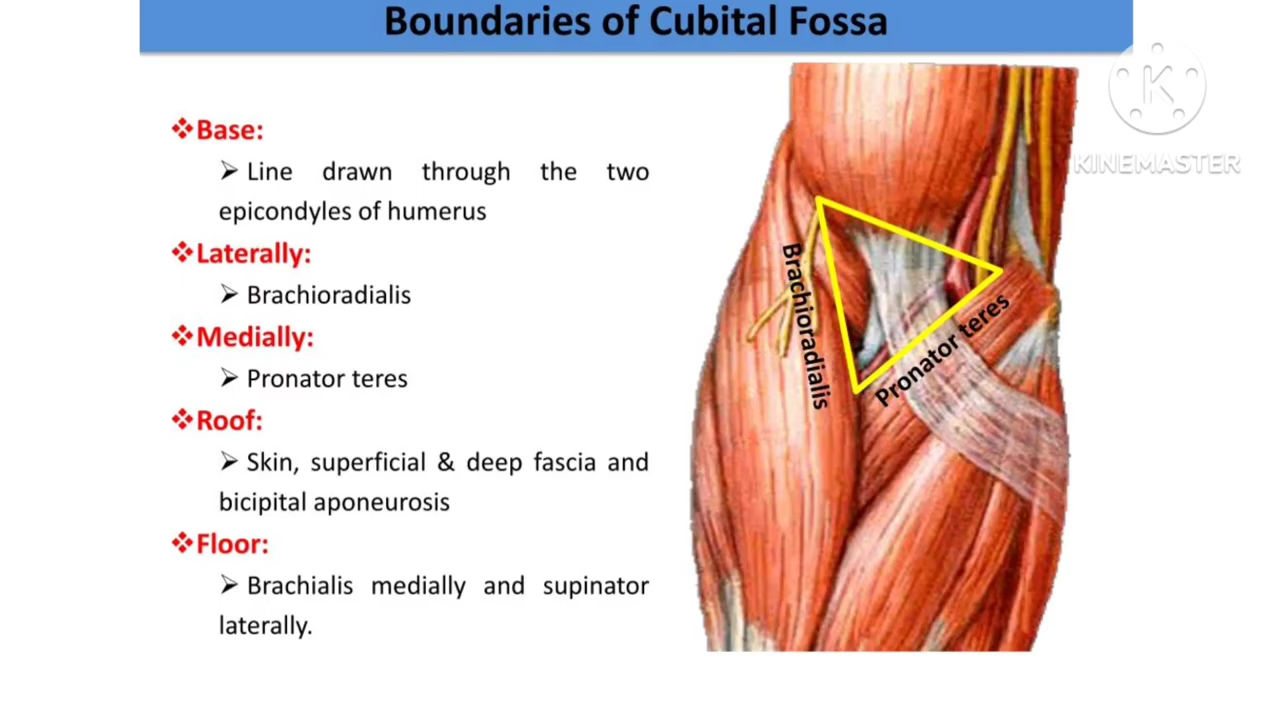 Boundaries of Cubital Fossa
❖Base:
➢ Line drawn through the two
epicondyles of humerus
❖Laterally:
➢ Brachioradialis
❖Medially:
➢ Pronator teres
❖Roof:
➢ Skin, superficial & deep fascia and
bicipital aponeurosis
❖Floor:
➢ Brachialis medially and supinator
laterally.
Brachioradialis
Pronator teres
K
KINEMASTER